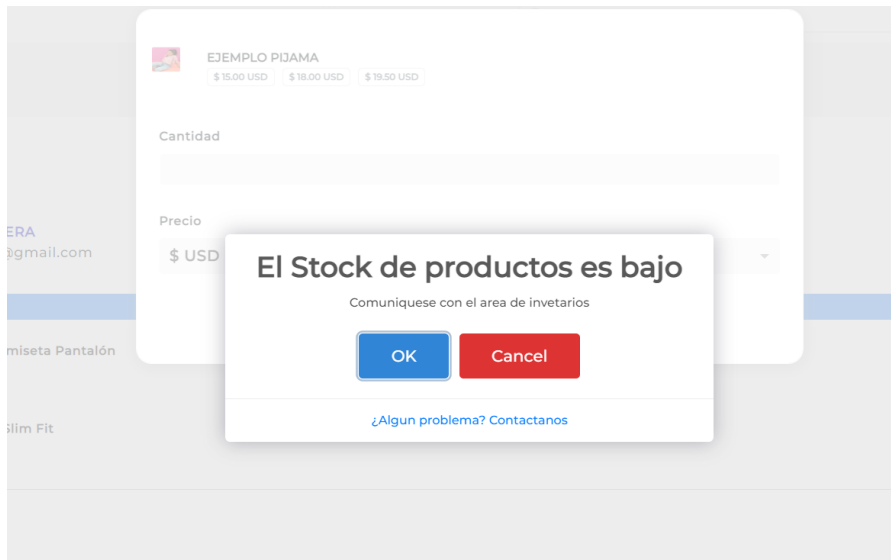 EJEMPLO PIJAMA
$ 15.00 USD $ 18.00 USD $ 19.50 USD
Cantidad
Precio
$ USD
ERA
@gmail.com
El Stock de productos es bajo
Comuniquese con el area de invetarios
OK Cancel
¿Algun problema? Contactanos
miseta Pantalón
Slim Fit